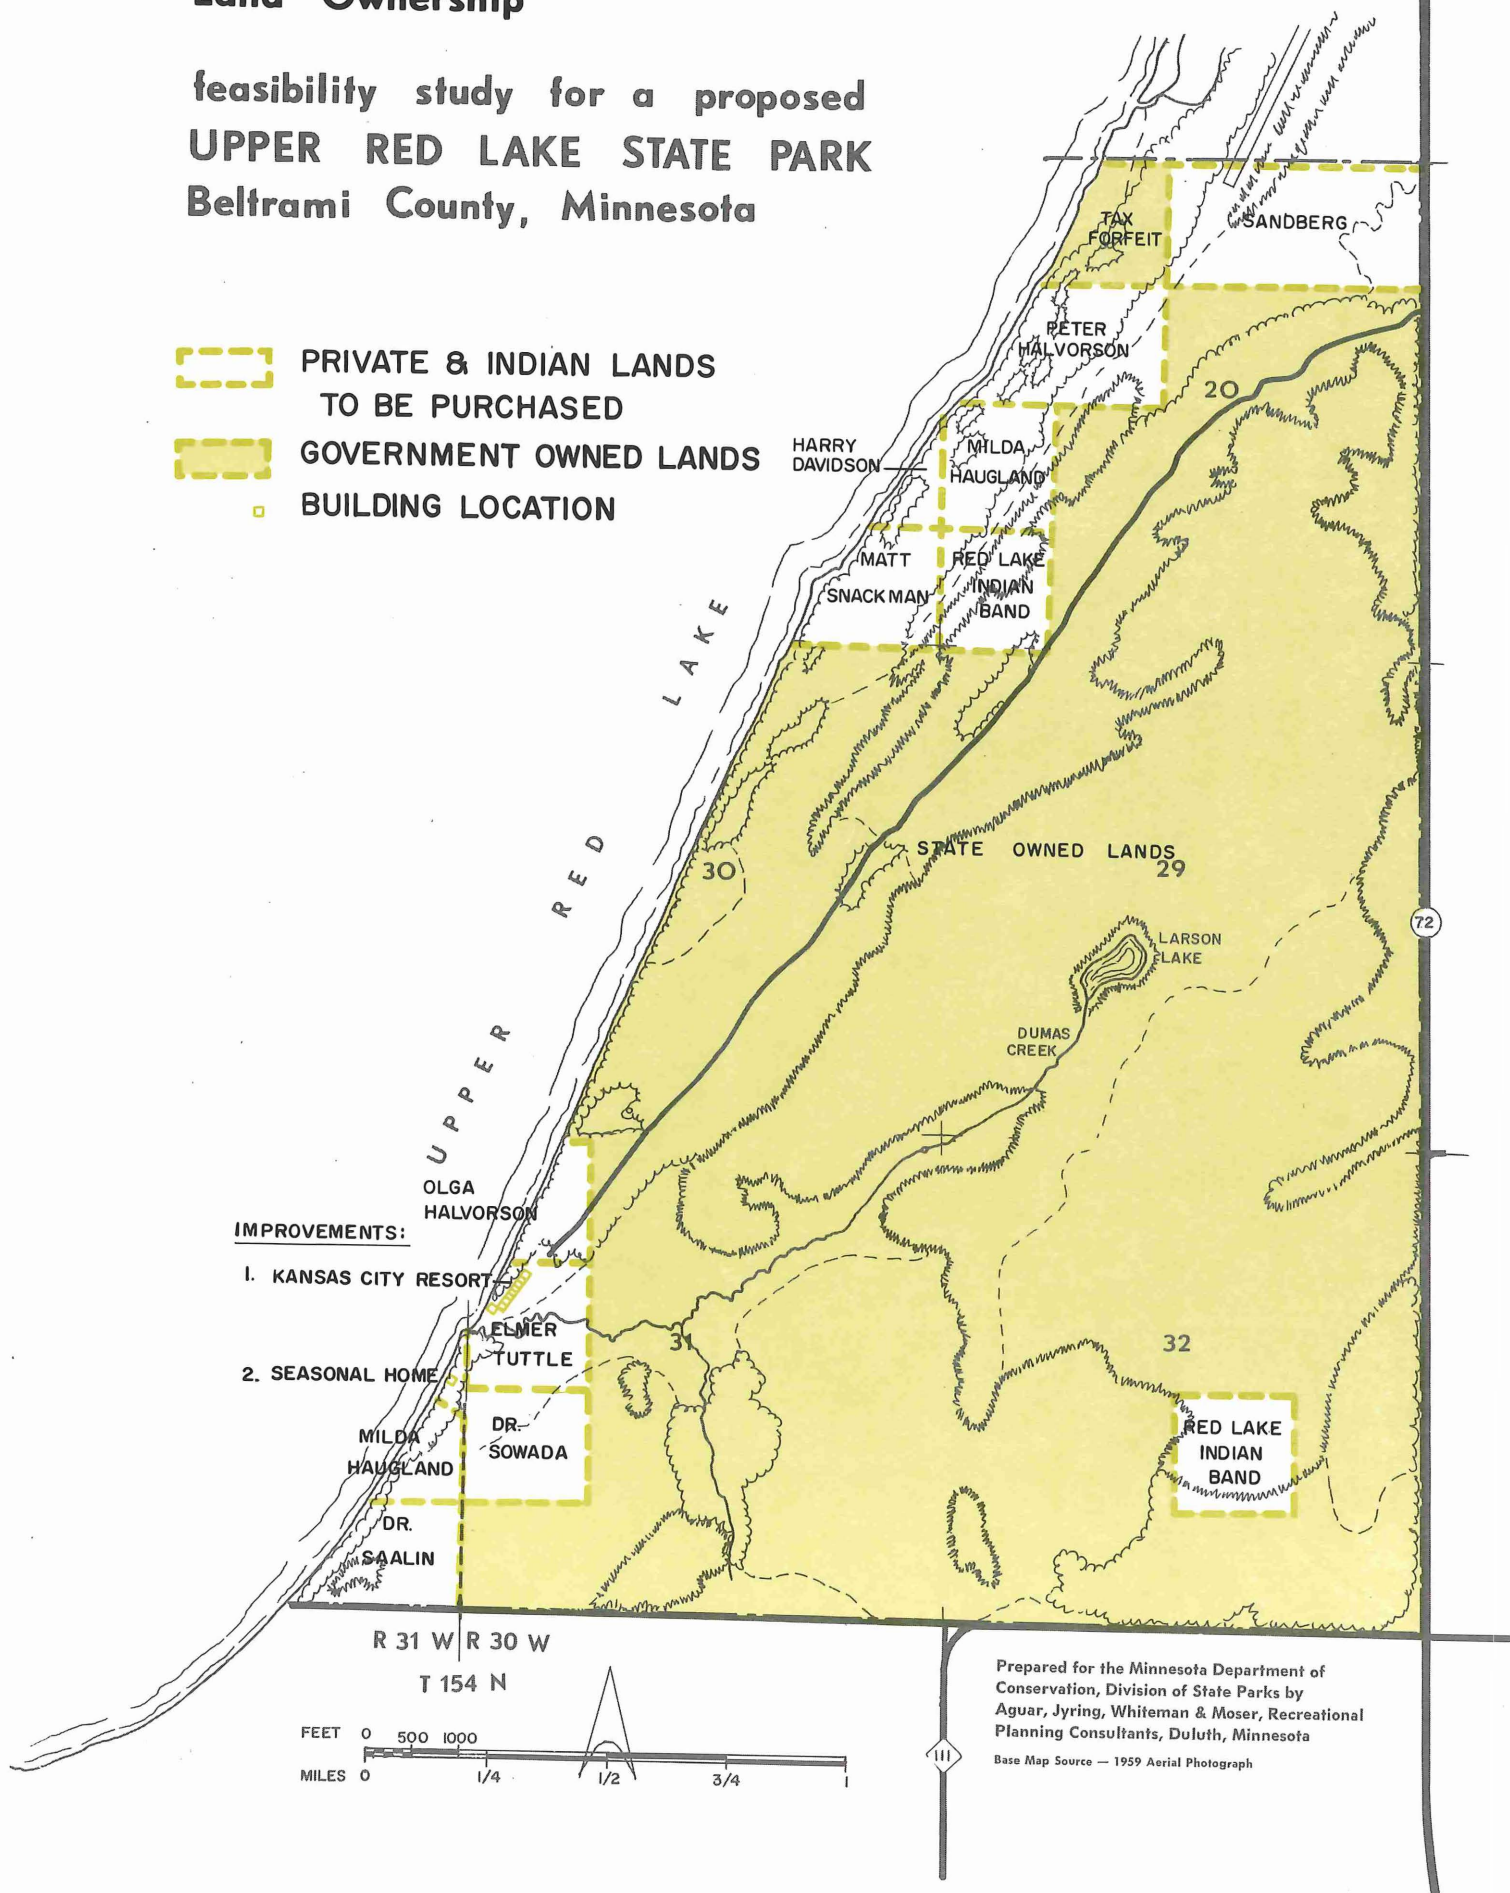 Land Ownership
feasibility study for a proposed
UPPER RED LAKE STATE PARK
Beltrami County, Minnesota
PRIVATE & INDIAN LANDS
TO BE PURCHASED
GOVERNMENT OWNED LANDS
BUILDING LOCATION
TAX
FORFEIT
SANDBERG
PETER
HALVORSON
20
HARRY
DAVIDSON
MILDA
HAUGLAND
MATT
SNACKMAN
RED LAKE
INDIAN
BAND
UPPER RED LAKE
30
STATE OWNED LANDS
29
72
LARSON
LAKE
DUMAS
CREEK
OLGA
HALVORSON
IMPROVEMENTS:
1. KANSAS CITY RESORT
ELMER
TUTTLE
31
32
2. SEASONAL HOME
MILDA
HAUGLAND
DR.
SOWADA
RED LAKE
INDIAN
BAND
DR.
SAALIN
R 31 W R 30 W
T 154 N
FEET 0 500 1000
MILES 0 1/4 1/2 3/4 1
111
Prepared for the Minnesota Department of
Conservation, Division of State Parks by
Aguar, Jyring, Whiteman & Moser, Recreational
Planning Consultants, Duluth, Minnesota
Base Map Source — 1959 Aerial Photograph